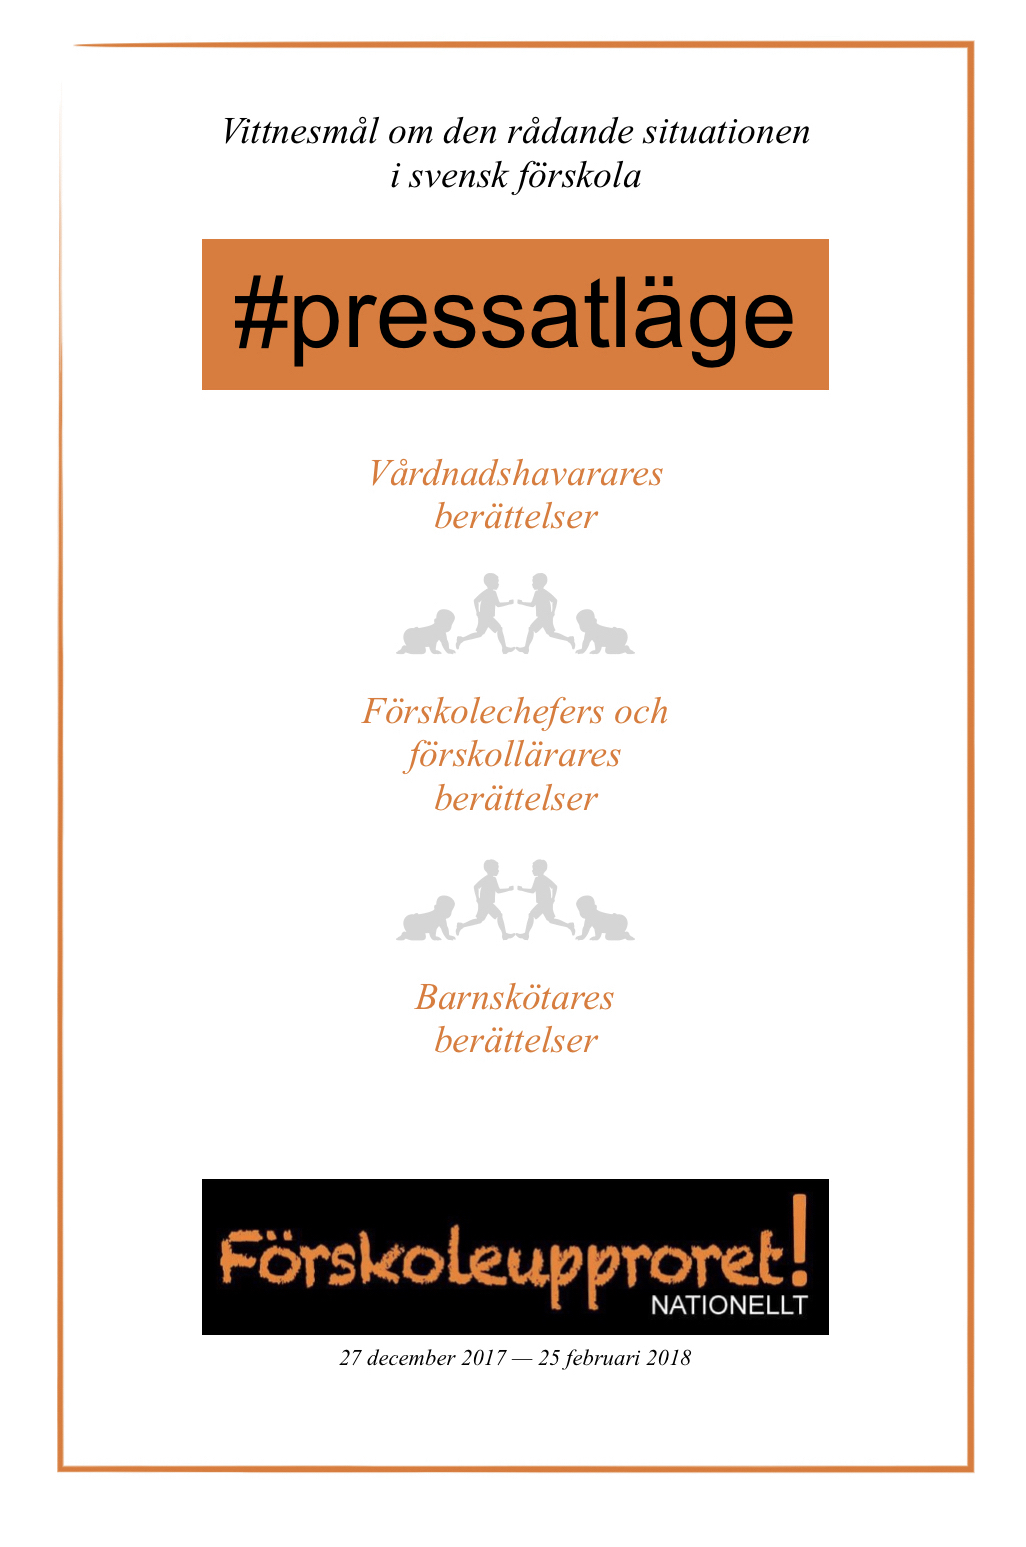 Vittnesmål om den rådande situationen
i svensk förskola
#pressatläge
Vårdnadshavarares
berättelser
Förskolechefers och
förskollärares
berättelser
Barnskötares
berättelser
Förskoleupproret!
NATIONELLT
27 december 2017 — 25 februari 2018